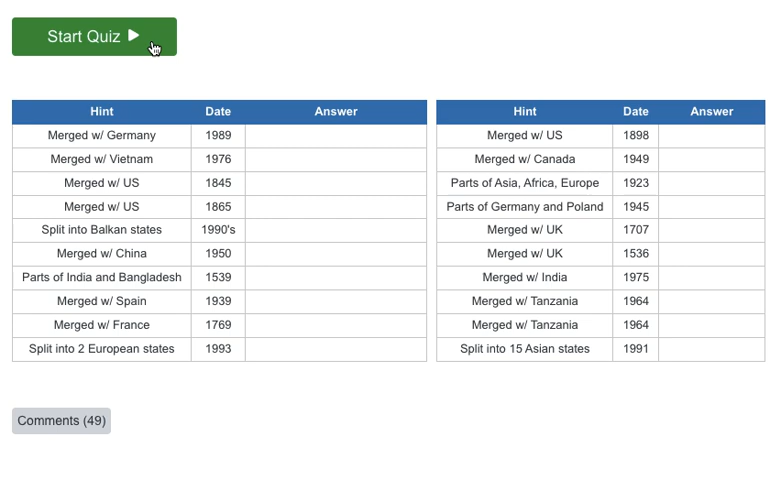 Start Quiz
Hint Date Answer
Merged w/ Germany 1989
Merged w/ Vietnam 1976
Merged w/ US 1845
Merged w/ US 1865
Split into Balkan states 1990's
Merged w/ China 1950
Parts of India and Bangladesh 1539
Merged w/ Spain 1939
Merged w/ France 1769
Split into 2 European states 1993
Hint Date Answer
Merged w/ US 1898
Merged w/ Canada 1949
Parts of Asia, Africa, Europe 1923
Parts of Germany and Poland 1945
Merged w/ UK 1707
Merged w/ UK 1536
Merged w/ India 1975
Merged w/ Tanzania 1964
Merged w/ Tanzania 1964
Split into 15 Asian states 1991
Comments (49)